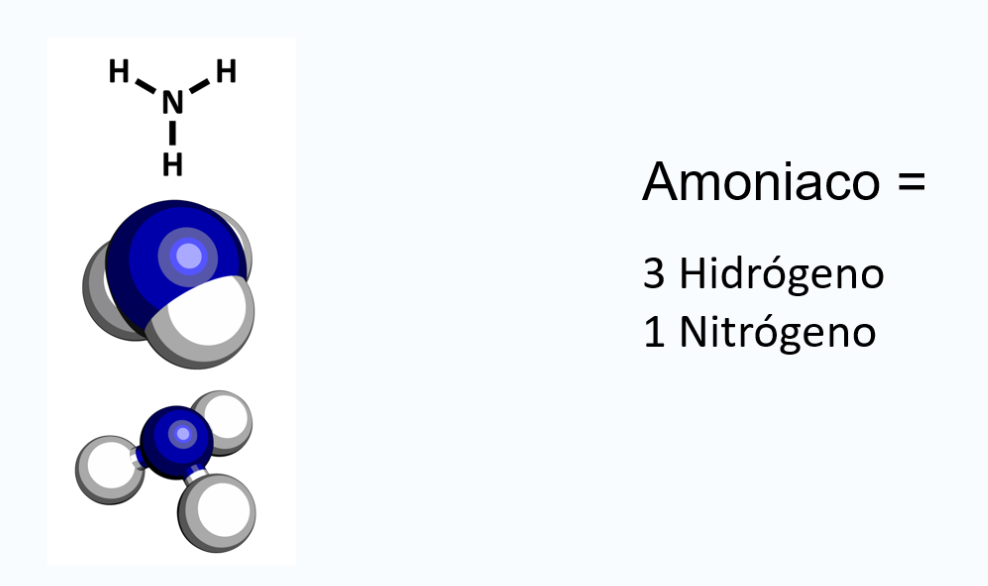 H H
N
H
Amoniaco =
3 Hidrógeno
1 Nitrógeno